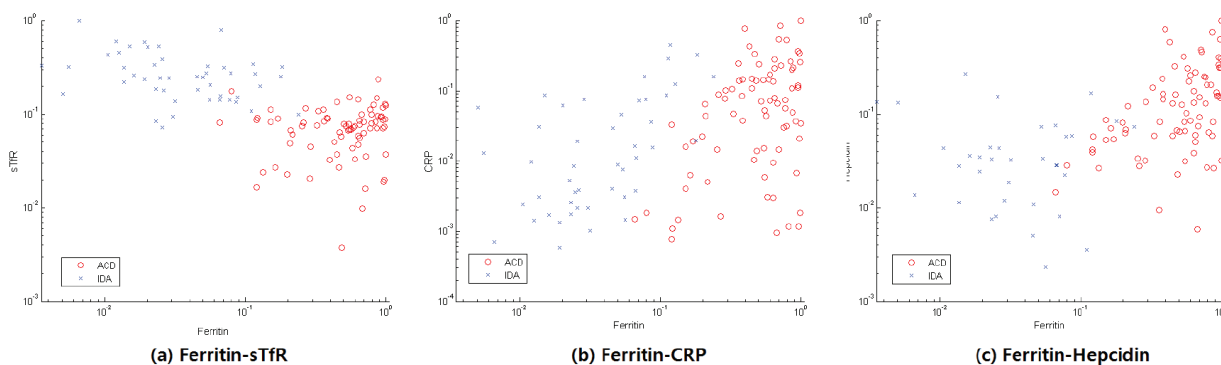 10⁰
10⁻¹
10⁻²
10⁻³
sTfR
ACD
IDA
10⁻²
10⁻¹
10⁰
Ferritin
(a) Ferritin-sTfR
10⁰
10⁻¹
10⁻²
10⁻³
10⁻⁴
CRP
ACD
IDA
10⁻²
10⁻¹
10⁰
Ferritin
(b) Ferritin-CRP
10⁰
10⁻¹
10⁻²
10⁻³
Hepcidin
ACD
IDA
10⁻²
10⁻¹
Ferritin
(c) Ferritin-Hepcidin